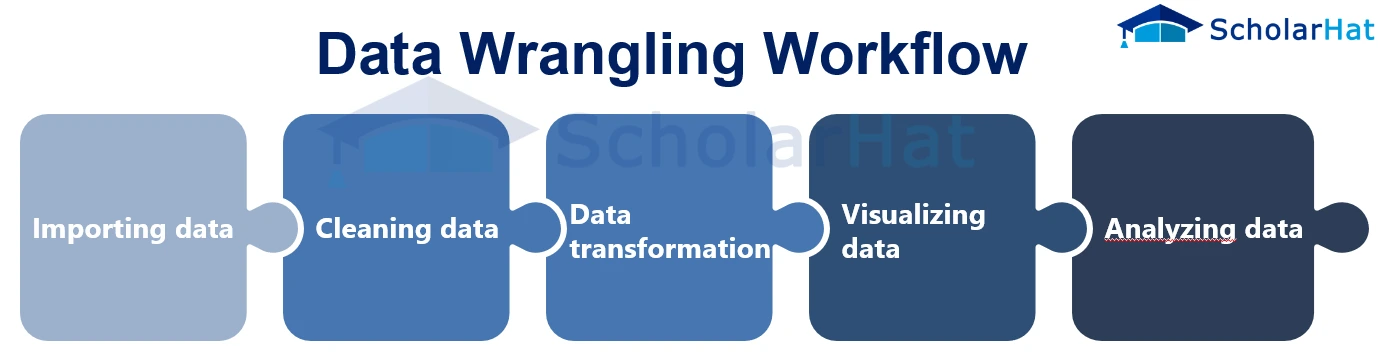 ScholarHat
Data Wrangling Workflow
ScholarHat
Importing data
Cleaning data
Data
transformation
Visualizing
data
Analyzing data